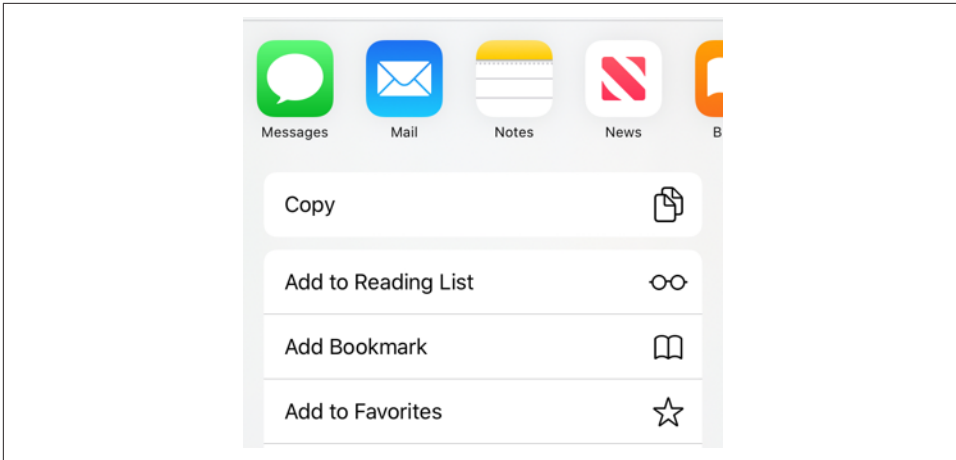 Messages Mail Notes News B
Copy
Add to Reading List
Add Bookmark
Add to Favorites